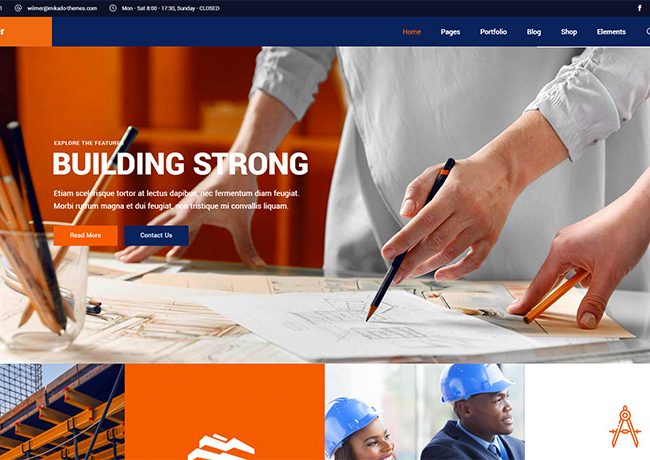 wilmer@mikado-themes.com
Mon - Sat 8:00 - 17:30, Sunday - CLOSED
Home Pages Portfolio Blog Shop Elements
EXPLORE THE FEATURES
BUILDING STRONG
Etiam scelerisque tortor at lectus dapibus, nec fermentum diam feugiat.
Morbi rutrum magna et dui feugiat, non tristique mi convallis liquam.
Read More
Contact Us